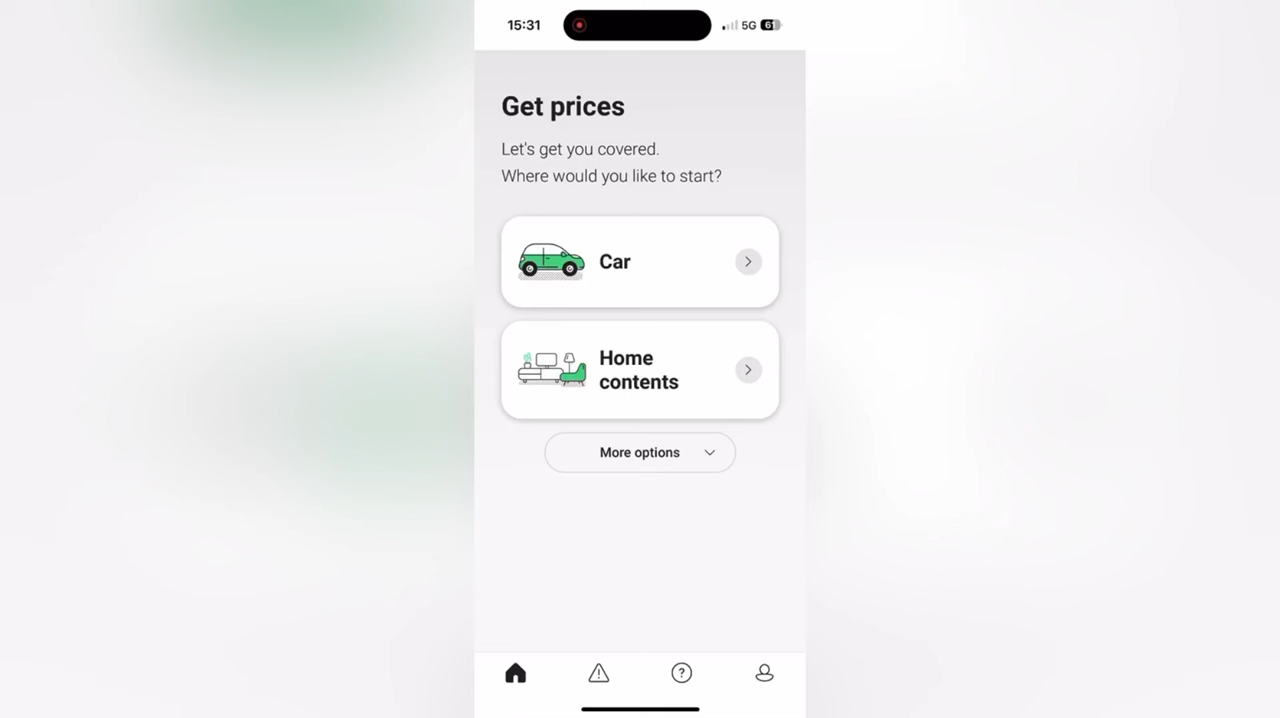 15:31
5G 61
Get prices
Let's get you covered.
Where would you like to start?
Car
Home
contents
More options